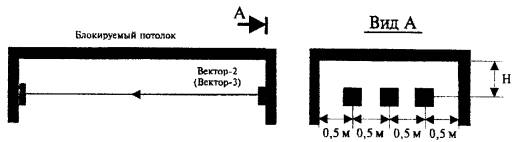 А
Блокируемый потолок
Вектор-2
(Вектор-3)
Вид А
Н
0,5 м 0,5 м 0,5 м 0,5 м